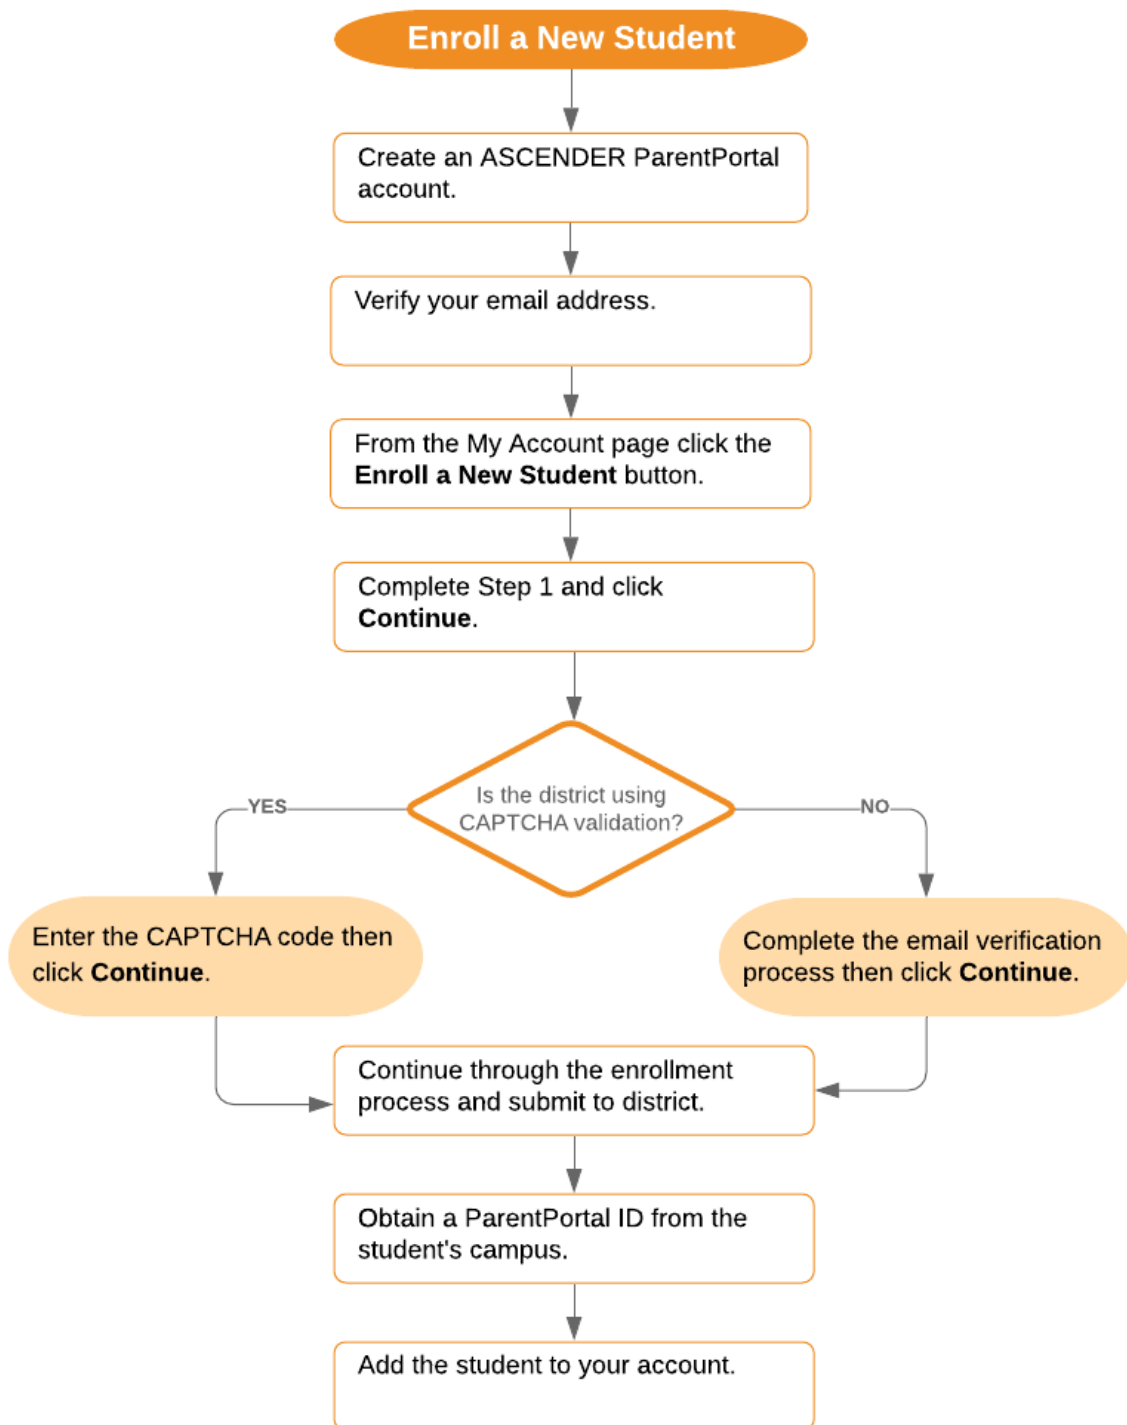 Enroll a New Student
Create an ASCENDER ParentPortal
account.
Verify your email address.
From the My Account page click the
Enroll a New Student button.
Complete Step 1 and click
Continue.
Is the district using
CAPTCHA validation?
YES
NO
Enter the CAPTCHA code then
click Continue.
Complete the email verification
process then click Continue.
Continue through the enrollment
process and submit to district.
Obtain a ParentPortal ID from the
student's campus.
Add the student to your account.